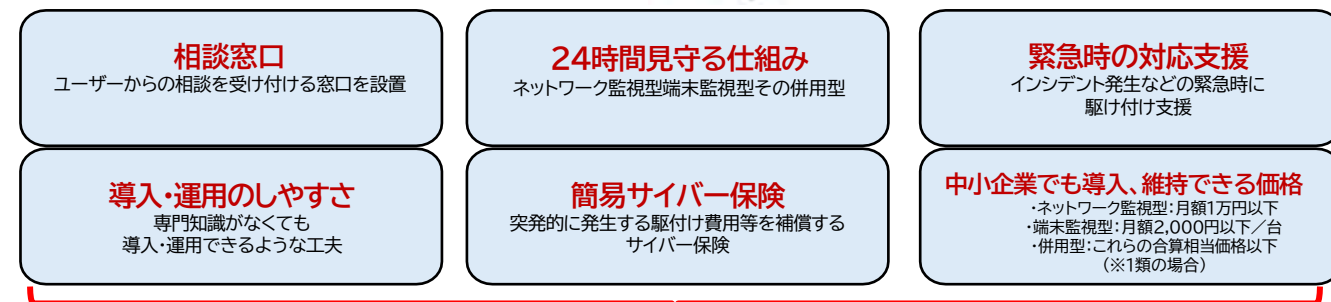 相談窓口
ユーザーからの相談を受け付ける窓口を設置
24時間見守る仕組み
ネットワーク監視型端末監視型その併用型
緊急時の対応支援
インシデント発生などの緊急時に
駆け付け支援
導入・運用のしやすさ
専門知識がなくても
導入・運用できるような工夫
簡易サイバー保険
突発的に発生する駆付け費用等を補償する
サイバー保険
中小企業でも導入、維持できる価格
・ネットワーク監視型：月額1万円以下
・端末監視型：月額2,000円以下／台
・併用型：これらの合算相当価格以下
（※1類の場合）